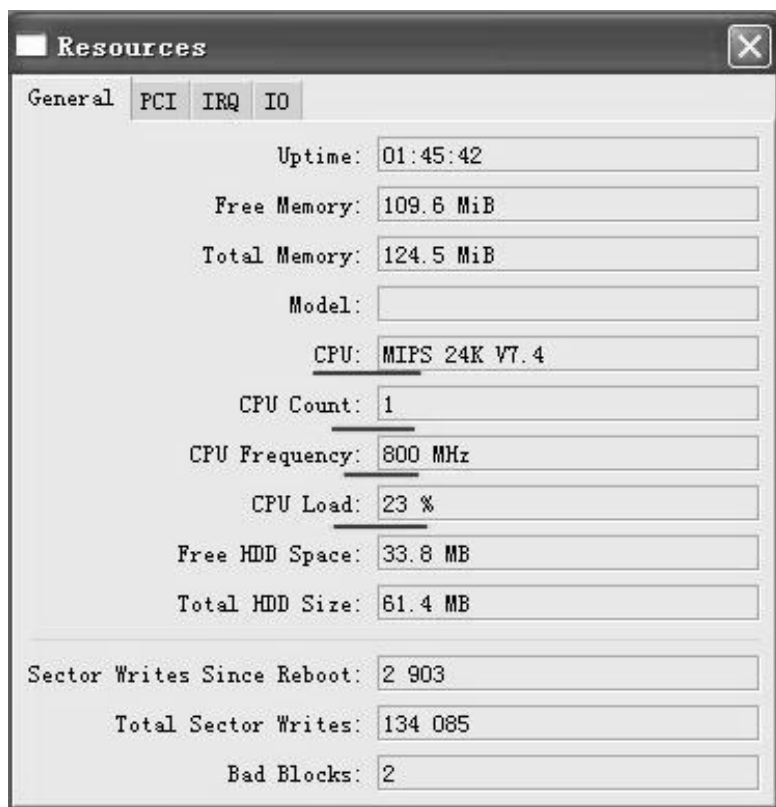 Resources
General PCI IRQ IO
Uptime: 01:45:42
Free Memory: 109.6 MiB
Total Memory: 124.5 MiB
Model:
CPU: MIPS 24K V7.4
CPU Count: 1
CPU Frequency: 800 MHz
CPU Load: 23 %
Free HDD Space: 33.8 MB
Total HDD Size: 61.4 MB
Sector Writes Since Reboot: 2 903
Total Sector Writes: 134 085
Bad Blocks: 2